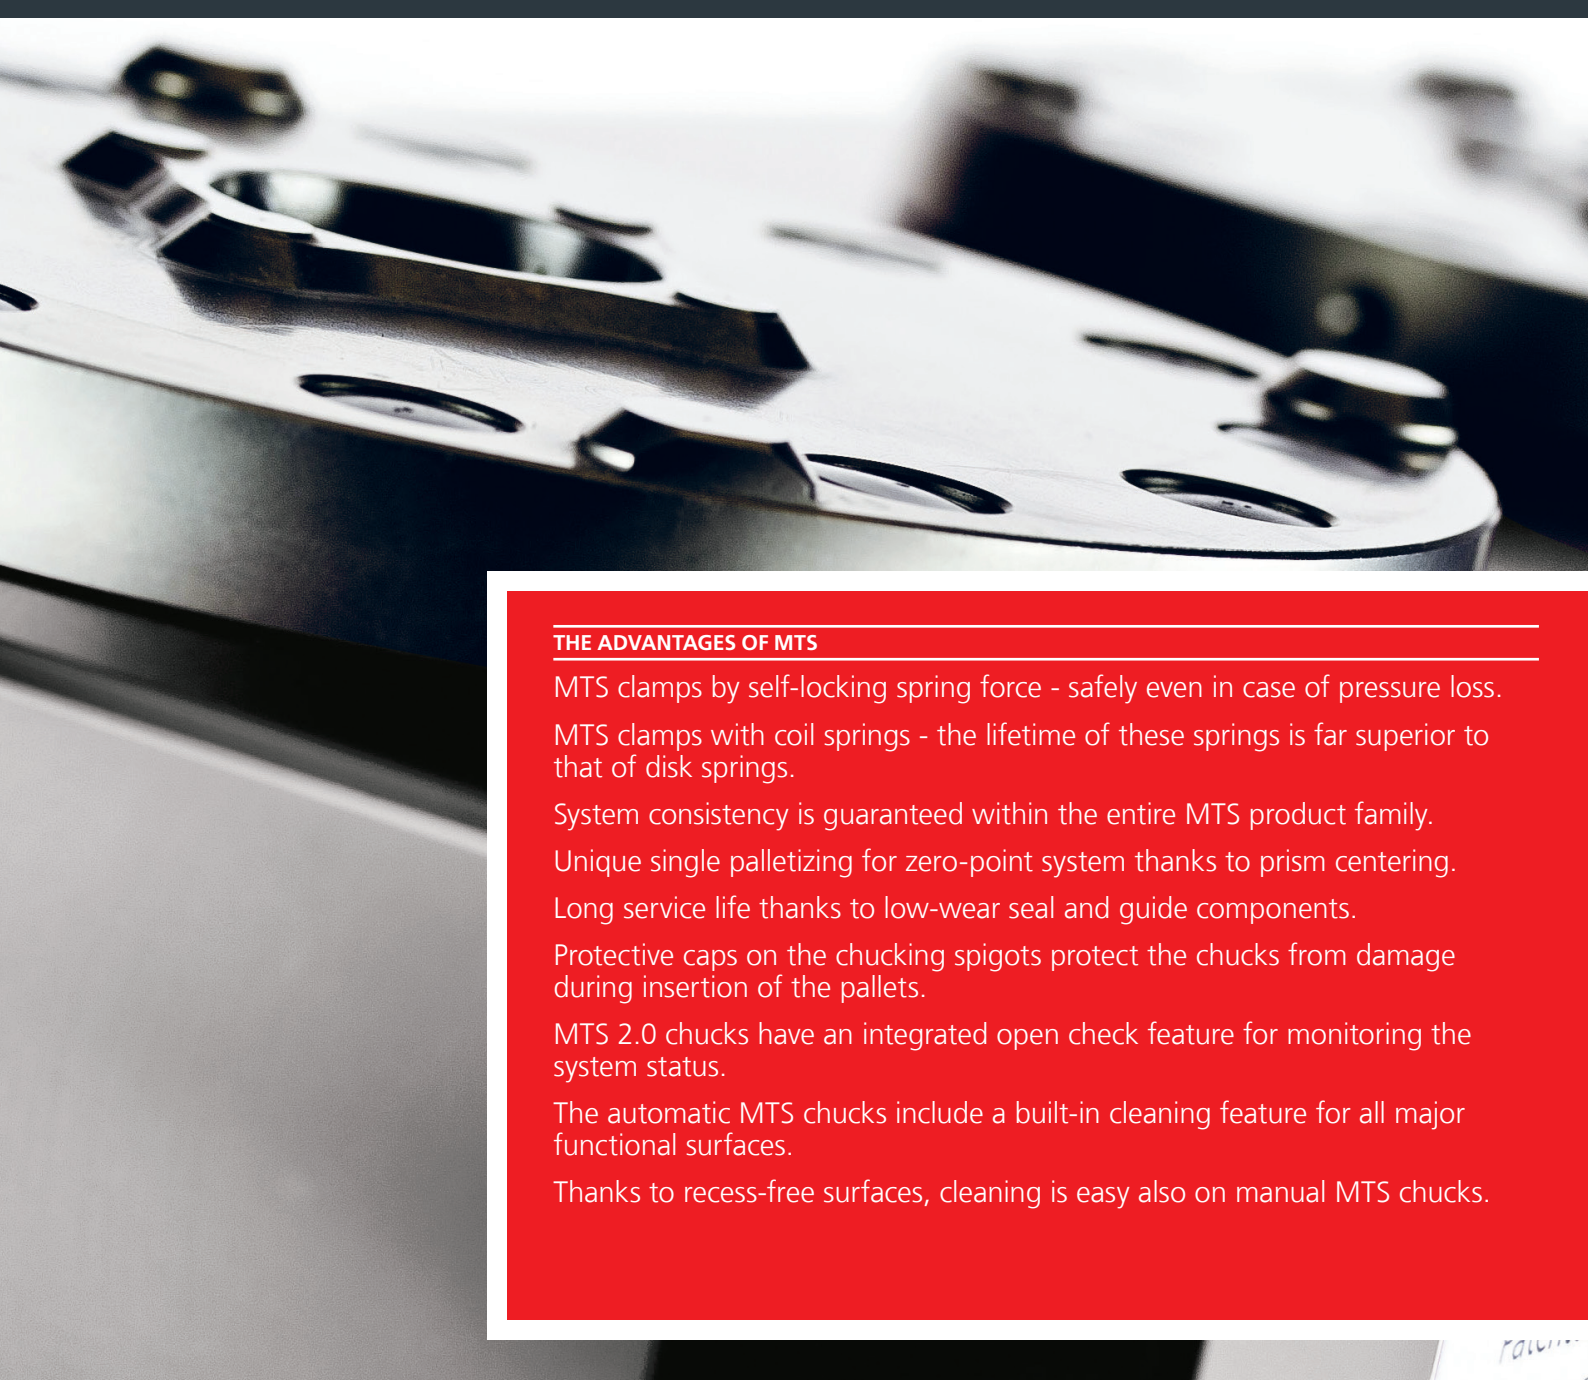 THE ADVANTAGES OF MTS
MTS clamps by self-locking spring force - safely even in case of pressure loss.
MTS clamps with coil springs - the lifetime of these springs is far superior to
that of disk springs.
System consistency is guaranteed within the entire MTS product family.
Unique single palletizing for zero-point system thanks to prism centering.
Long service life thanks to low-wear seal and guide components.
Protective caps on the chucking spigots protect the chucks from damage
during insertion of the pallets.
MTS 2.0 chucks have an integrated open check feature for monitoring the
system status.
The automatic MTS chucks include a built-in cleaning feature for all major
functional surfaces.
Thanks to recess-free surfaces, cleaning is easy also on manual MTS chucks.